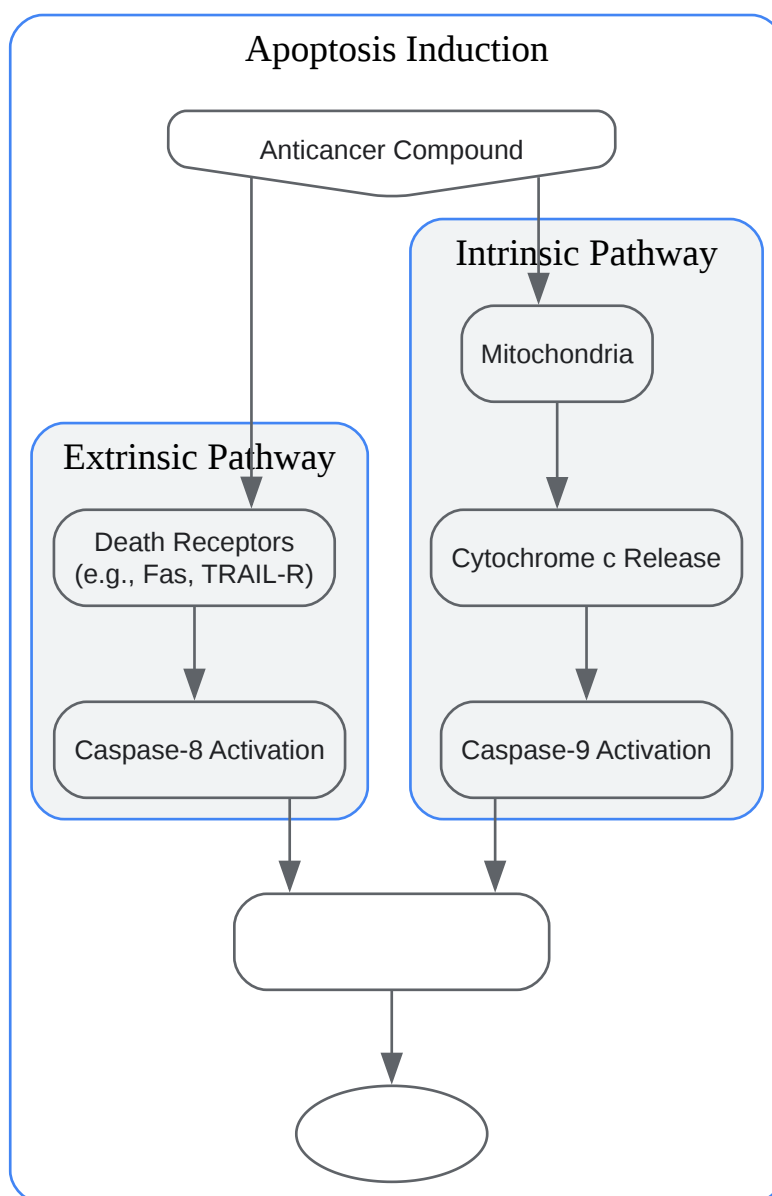 Apoptosis Induction
Anticancer Compound
Intrinsic Pathway
Mitochondria
Extrinsic Pathway
Death Receptors
(e.g., Fas, TRAIL-R)
Cytochrome c Release
Caspase-8 Activation
Caspase-9 Activation